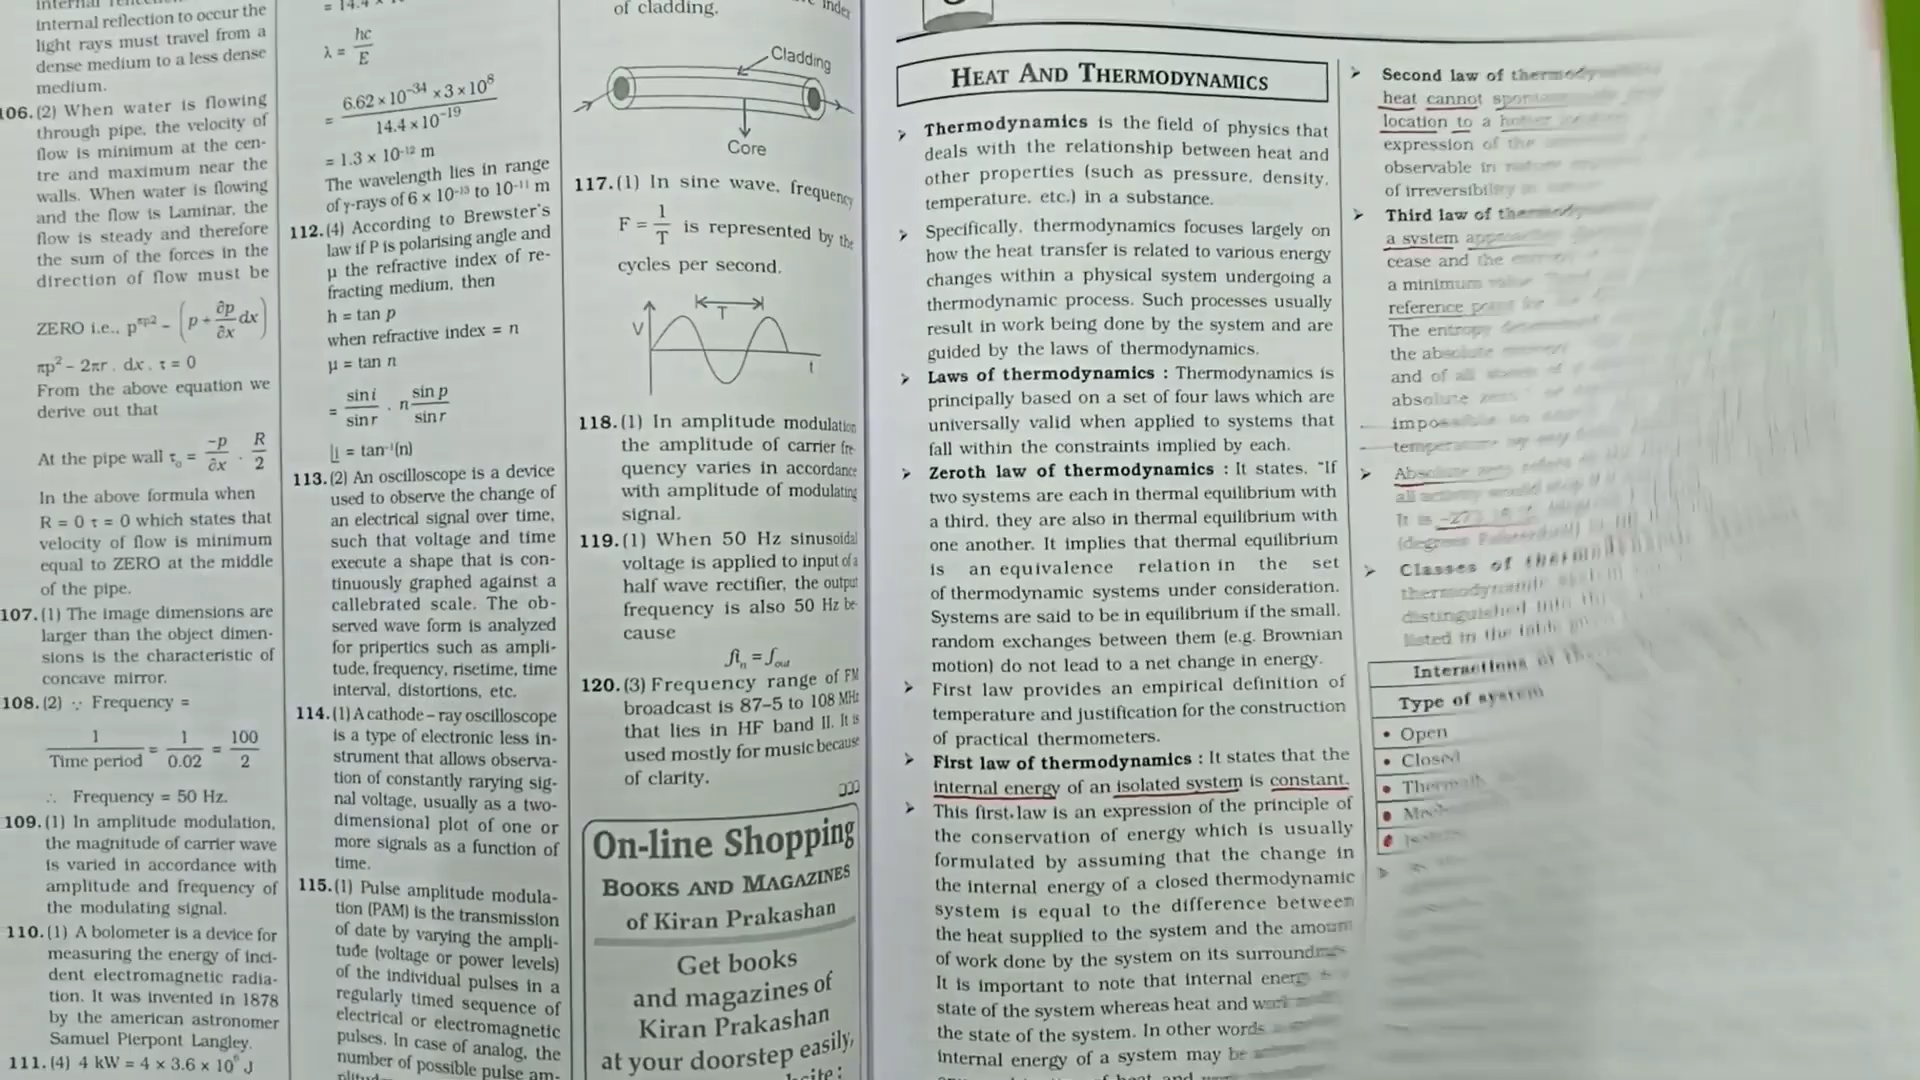 internal reflection to occur the
light rays must travel from a
dense medium to a less dense
medium.
106. (2) When water is flowing
through pipe, the velocity of
flow is minimum at the cen-
tre and maximum near the
walls. When water is flowing
and the flow is Laminar, the
flow is steady and therefore
the sum of the forces in the
direction of flow must be
ZERO i.e., p^πp2 − (p + ∂p/∂x dx)
πp² − 2πr . dx . τ = 0
From the above equation we
derive out that
At the pipe wall τ₀ = −p/∂x . R/2
In the above formula when
R = 0 τ = 0 which states that
velocity of flow is minimum
equal to ZERO at the middle
of the pipe.
107. (1) The image dimensions are
larger than the object dimen-
sions is the characteristic of
concave mirror.
108. (2) ∵ Frequency =
1/Time period = 1/0.02 = 100/2
∴ Frequency = 50 Hz.
109. (1) In amplitude modulation,
the magnitude of carrier wave
is varied in accordance with
amplitude and frequency of
the modulating signal.
110. (1) A bolometer is a device for
measuring the energy of inci-
dent electromagnetic radia-
tion. It was invented in 1878
by the american astronomer
Samuel Pierpont Langley.
111. (4) 4 kW = 4 × 3.6 × 10⁶ J
λ = hc/E
= 6.62 × 10⁻³⁴ × 3 × 10⁸ / 14.4 × 10⁻¹⁹
= 1.3 × 10⁻¹² m
The wavelength lies in range
of γ-rays of 6 × 10⁻¹³ to 10⁻¹¹ m
112. (4) According to Brewster's
law if P is polarising angle and
μ the refractive index of re-
fracting medium, then
h = tan p
when refractive index = n
μ = tan n
= sin i/sin r . n sin p/sin r
= tan⁻¹(n)
113. (2) An oscilloscope is a device
used to observe the change of
an electrical signal over time,
such that voltage and time
execute a shape that is con-
tinuously graphed against a
callebrated scale. The ob-
served wave form is analyzed
for pripertics such as ampli-
tude, frequency, risetime, time
interval, distortions, etc.
114. (1) A cathode – ray oscilloscope
is a type of electronic less in-
strument that allows observa-
tion of constantly rarying sig-
nal voltage, usually as a two-
dimensional plot of one or
more signals as a function of
time.
115. (1) Pulse amplitude modula-
tion (PAM) is the transmission
of date by varying the ampli-
tude (voltage or power levels)
of the individual pulses in a
regularly timed sequence of
electrical or electromagnetic
pulses. In case of analog, the
number of possible pulse am-
index
of cladding.
Cladding
Core
117. (1) In sine wave, frequency
F = 1/T is represented by the
cycles per second.
V
T
t
118. (1) In amplitude modulation
the amplitude of carrier fre-
quency varies in accordance
with amplitude of modulating
signal.
119. (1) When 50 Hz sinusoidal
voltage is applied to input of a
half wave rectifier, the output
frequency is also 50 Hz be-
cause
fin = fout
120. (3) Frequency range of FM
broadcast is 87–5 to 108 MHz
that lies in HF band II. It is
used mostly for music because
of clarity.
On-line Shopping
BOOKS AND MAGAZINES
of Kiran Prakashan
Get books
and magazines of
Kiran Prakashan
at your doorstep easily,
HEAT AND THERMODYNAMICS
➢ Thermodynamics is the field of physics that
deals with the relationship between heat and
other properties (such as pressure, density,
temperature, etc.) in a substance.
➢ Specifically, thermodynamics focuses largely on
how the heat transfer is related to various energy
changes within a physical system undergoing a
thermodynamic process. Such processes usually
result in work being done by the system and are
guided by the laws of thermodynamics.
➢ Laws of thermodynamics : Thermodynamics is
principally based on a set of four laws which are
universally valid when applied to systems that
fall within the constraints implied by each.
➢ Zeroth law of thermodynamics : It states, "If
two systems are each in thermal equilibrium with
a third, they are also in thermal equilibrium with
one another. It implies that thermal equilibrium
is an equivalence relation in the set
of thermodynamic systems under consideration.
Systems are said to be in equilibrium if the small,
random exchanges between them (e.g. Brownian
motion) do not lead to a net change in energy.
➢ First law provides an empirical definition of
temperature and justification for the construction
of practical thermometers.
➢ First law of thermodynamics : It states that the
internal energy of an isolated system is constant.
➢ This first law is an expression of the principle of
the conservation of energy which is usually
formulated by assuming that the change in
the internal energy of a closed thermodynamic
system is equal to the difference between
the heat supplied to the system and the amount
of work done by the system on its surroundings
It is important to note that internal energy
state of the system whereas heat and work
the state of the system. In other words
internal energy of a system may be
➢ Second law of thermodynamics
heat cannot
location to a
expression of the
observable in
of irreversibility
➢ Third law of
a system
cease and the
a minimum
reference point for
The entropy
the absolute
and of all
absolute zero
temperature
➢ Absolute zero
It is
➢ Classes of
distinguished into
listed in the table
Interactions of
Type of system
• Open
• Closed